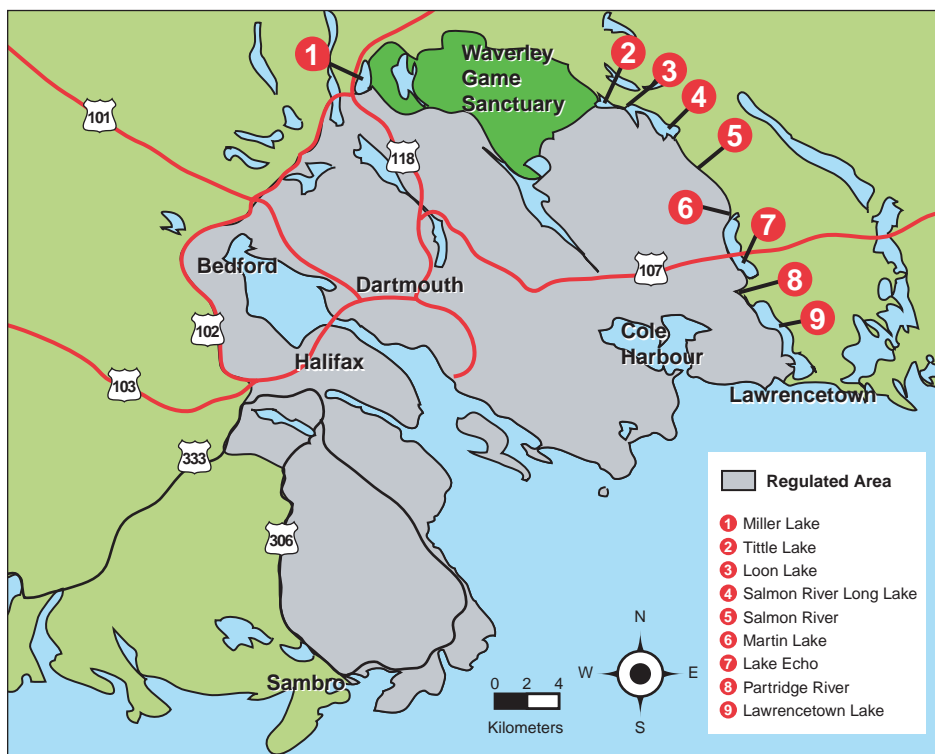 1
Waverley
Game
Sanctuary
2
3
4
101
118
5
6
7
Bedford
107
Dartmouth
8
102
Cole
Harbour
9
Halifax
103
Lawrencetown
333
306
Sambro
Regulated Area
1 Miller Lake
2 Tittle Lake
3 Loon Lake
4 Salmon River Long Lake
5 Salmon River
6 Martin Lake
7 Lake Echo
8 Partridge River
9 Lawrencetown Lake
N
W E
S
0 2 4
Kilometers